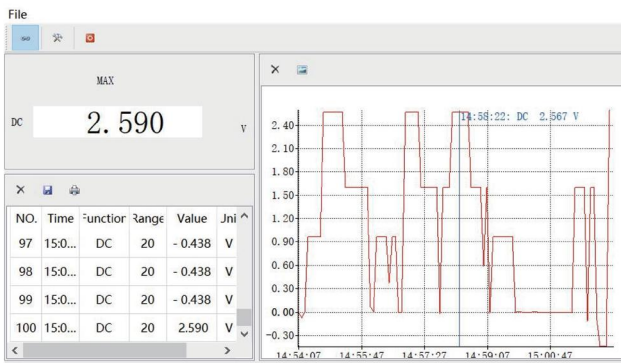 File
MAX
DC 2.590 V
NO. Time Function Range Value Uni
97 15:0... DC 20 - 0.438 V
98 15:0... DC 20 - 0.438 V
99 15:0... DC 20 - 0.438 V
100 15:0... DC 20 2.590 V
14:58:22: DC 2.567 V
2.40
2.10
1.80
1.50
1.20
0.90
0.60
0.30
0.00
-0.30
14:54:07 14:55:47 14:57:27 14:59:07 15:00:47